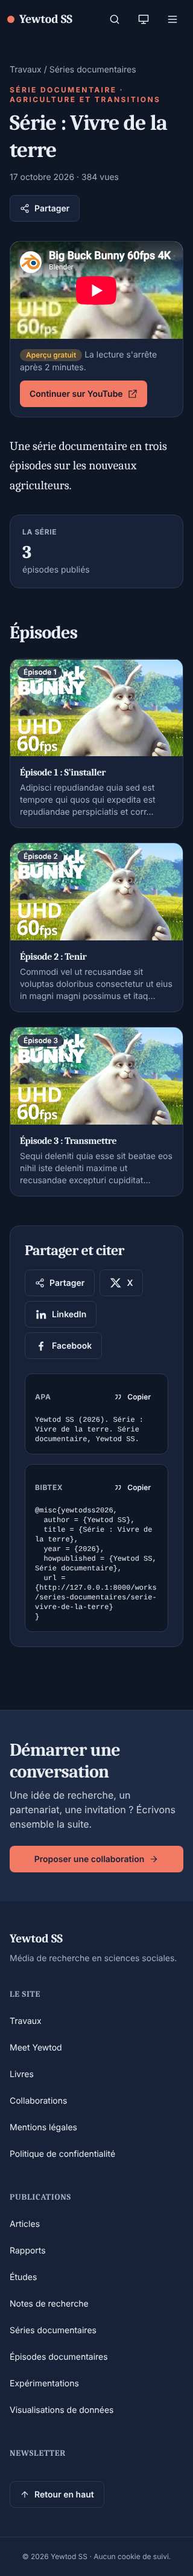 Yewtod SS
Travaux / Séries documentaires
SÉRIE DOCUMENTAIRE ·
AGRICULTURE ET TRANSITIONS
Série : Vivre de la
terre
17 octobre 2026 · 384 vues
Partager
Big Buck Bunny 60fps 4K
Blender
UHD
60fps
Aperçu gratuit La lecture s'arrête
après 2 minutes.
Continuer sur YouTube
Une série documentaire en trois
épisodes sur les nouveaux
agriculteurs.
LA SÉRIE
3
épisodes publiés
Épisodes
Épisode 1
BUNNY
UHD
60fps
Épisode 1 : S'installer
Adipisci repudiandae quia sed est
tempore qui quos qui expedita est
repudiandae perspiciatis et corr…
Épisode 2
BUNNY
UHD
60fps
Épisode 2 : Tenir
Commodi vel ut recusandae sit
voluptas doloribus consectetur ut eius
in magni magni possimus et itaq…
Épisode 3
BUNNY
UHD
60fps
Épisode 3 : Transmettre
Sequi deleniti quia esse sit beatae eos
nihil iste deleniti maxime ut
recusandae excepturi cupiditat…
Partager et citer
Partager
X
LinkedIn
Facebook
APA
Copier
Yewtod SS (2026). Série :
Vivre de la terre. Série
documentaire, Yewtod SS.
BIBTEX
Copier
@misc{yewtodss2026,
author = {Yewtod SS},
title = {Série : Vivre de
la terre},
year = {2026},
howpublished = {Yewtod SS,
Série documentaire},
url =
{http://127.0.0.1:8000/works
/series-documentaires/serie-
vivre-de-la-terre}
}
Démarrer une
conversation
Une idée de recherche, un
partenariat, une invitation ? Écrivons
ensemble la suite.
Proposer une collaboration
Yewtod SS
Média de recherche en sciences sociales.
LE SITE
Travaux
Meet Yewtod
Livres
Collaborations
Mentions légales
Politique de confidentialité
PUBLICATIONS
Articles
Rapports
Études
Notes de recherche
Séries documentaires
Épisodes documentaires
Expérimentations
Visualisations de données
NEWSLETTER
Retour en haut
© 2026 Yewtod SS · Aucun cookie de suivi.